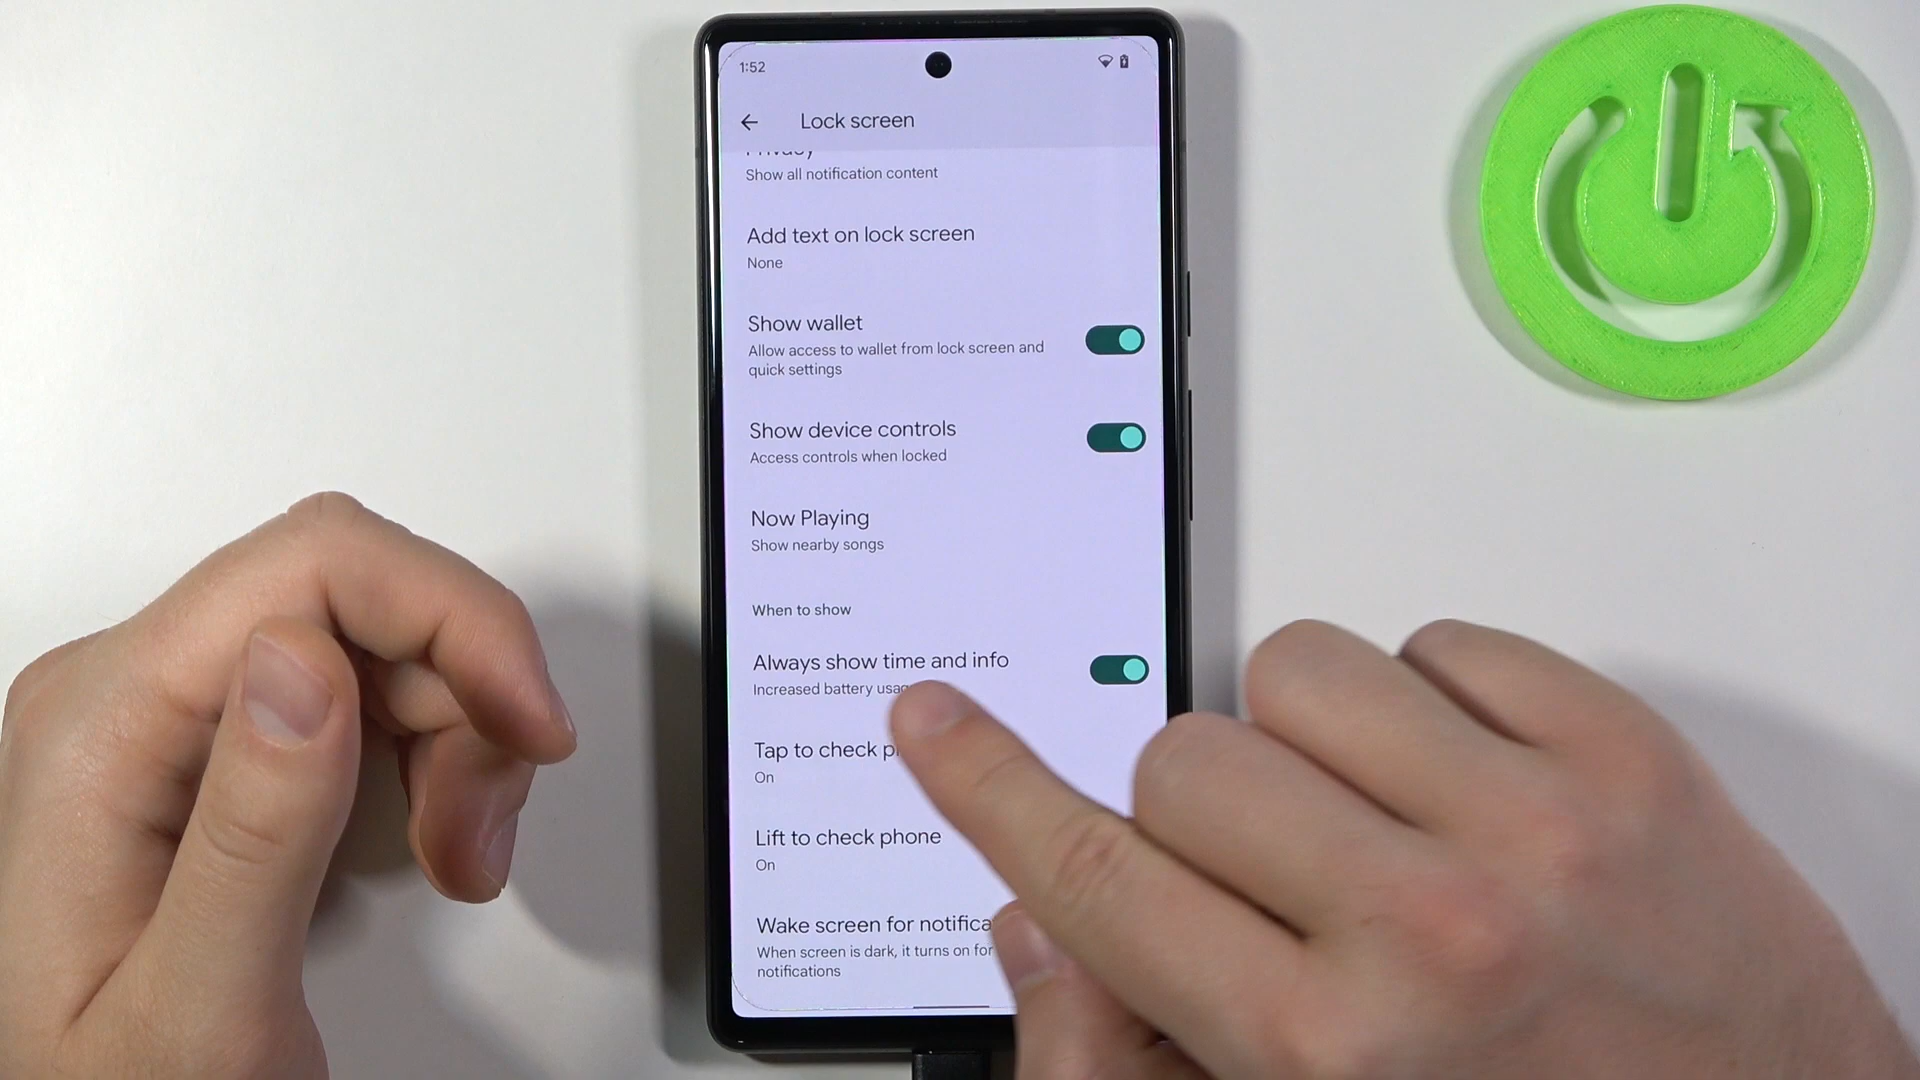 1:52
Lock screen
Privacy
Show all notification content
Add text on lock screen
None
Show wallet
Allow access to wallet from lock screen and
quick settings
Show device controls
Access controls when locked
Now Playing
Show nearby songs
When to show
Always show time and info
Increased battery usag
Tap to check p
On
Lift to check phone
On
Wake screen for notifica
When screen is dark, it turns on for
notifications